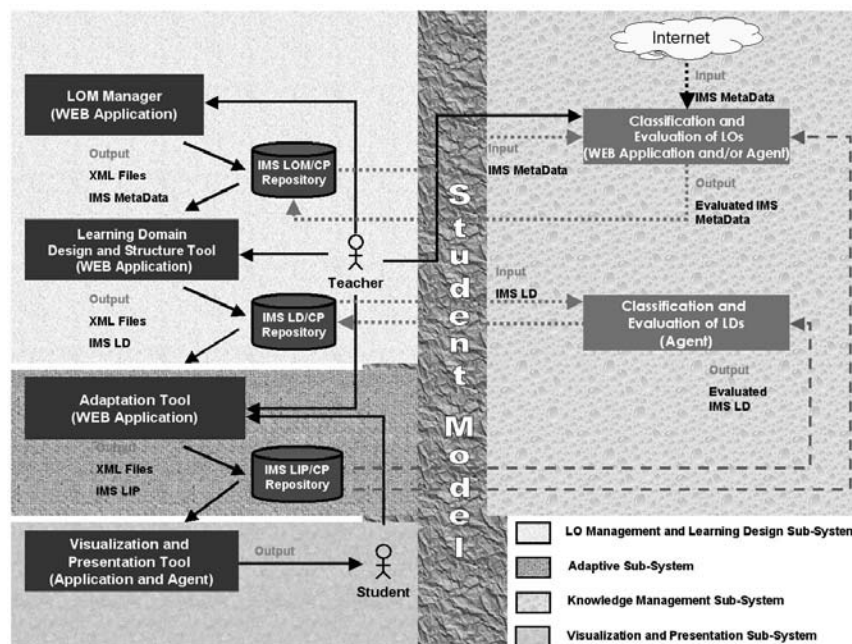 Internet
Input
IMS MetaData
LOM Manager
(WEB Application)
Classification and
Evaluation of LOs
(WEB Application and/or Agent)
Output
XML Files
IMS MetaData
IMS LOM/CP
Repository
Input
IMS MetaData
Output
Evaluated IMS
MetaData
Learning Domain
Design and Structure Tool
(WEB Application)
Teacher
Student Model
Output
XML Files
IMS LD
IMS LD/CP
Repository
Input
IMS LD
Classification and
Evaluation of LDs
(Agent)
Output
Evaluated
IMS LD
Adaptation Tool
(WEB Application)
Output
XML Files
IMS LIP
IMS LIP/CP
Repository
Visualization and
Presentation Tool
(Application and Agent)
Output
Student
LO Management and Learning Design Sub-System
Adaptive Sub-System
Knowledge Management Sub-System
Visualization and Presentation Sub-System